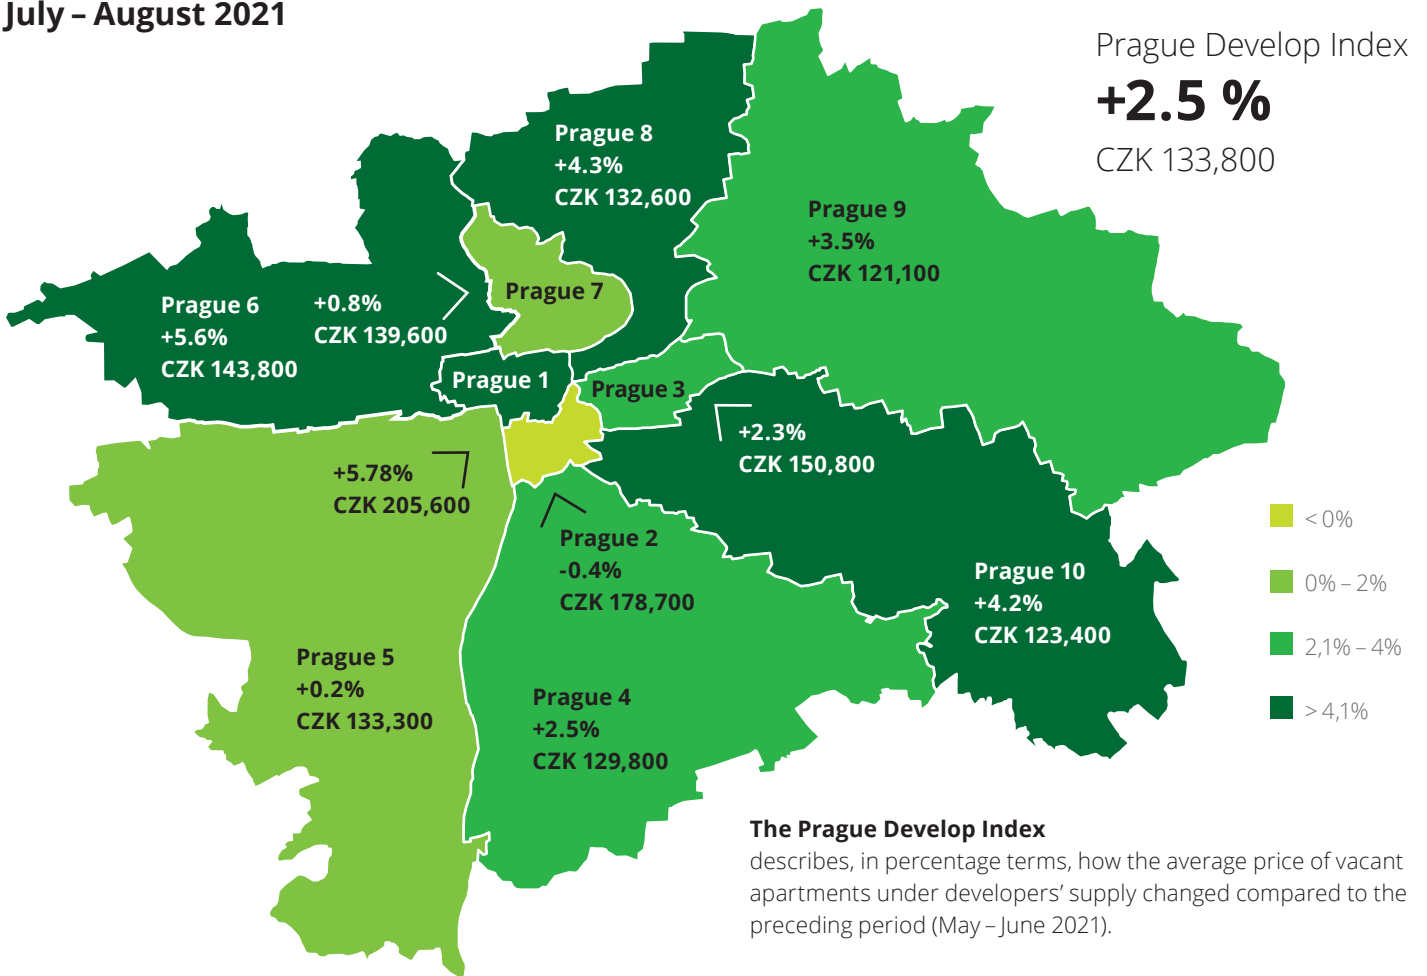 July – August 2021
Prague Develop Index
+2.5 %
CZK 133,800
Prague 8
+4.3%
CZK 132,600
Prague 9
+3.5%
CZK 121,100
Prague 6
+5.6%
CZK 143,800
+0.8%
CZK 139,600
Prague 7
Prague 1
Prague 3
+2.3%
CZK 150,800
+5.78%
CZK 205,600
Prague 2
-0.4%
CZK 178,700
Prague 10
+4.2%
CZK 123,400
Prague 5
+0.2%
CZK 133,300
Prague 4
+2.5%
CZK 129,800
< 0%
0% – 2%
2,1% – 4%
> 4,1%
The Prague Develop Index
describes, in percentage terms, how the average price of vacant
apartments under developers’ supply changed compared to the
preceding period (May – June 2021).